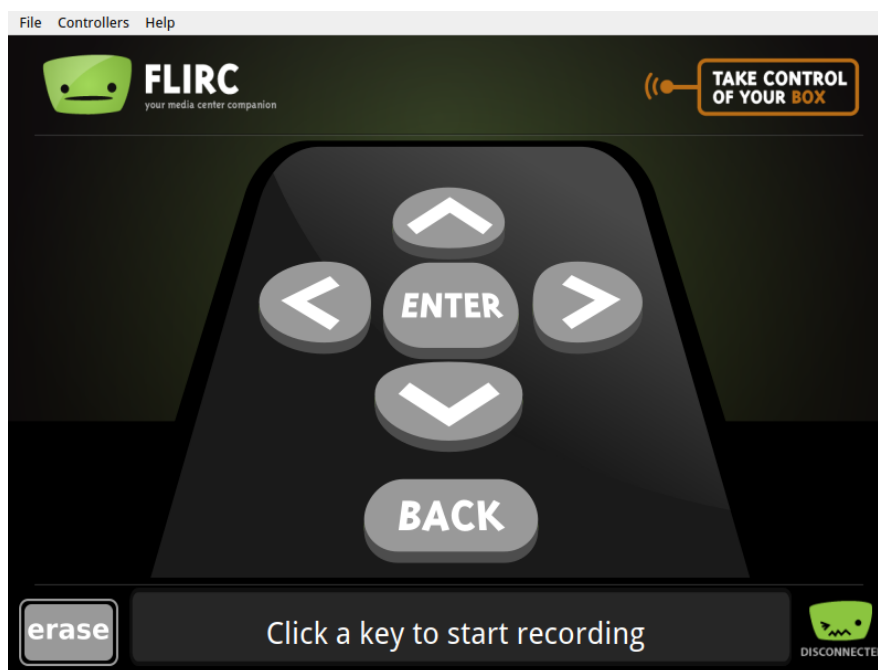 File Controllers Help
FLIRC
your media center companion
TAKE CONTROL
OF YOUR BOX
ENTER
BACK
erase
Click a key to start recording
DISCONNECTE